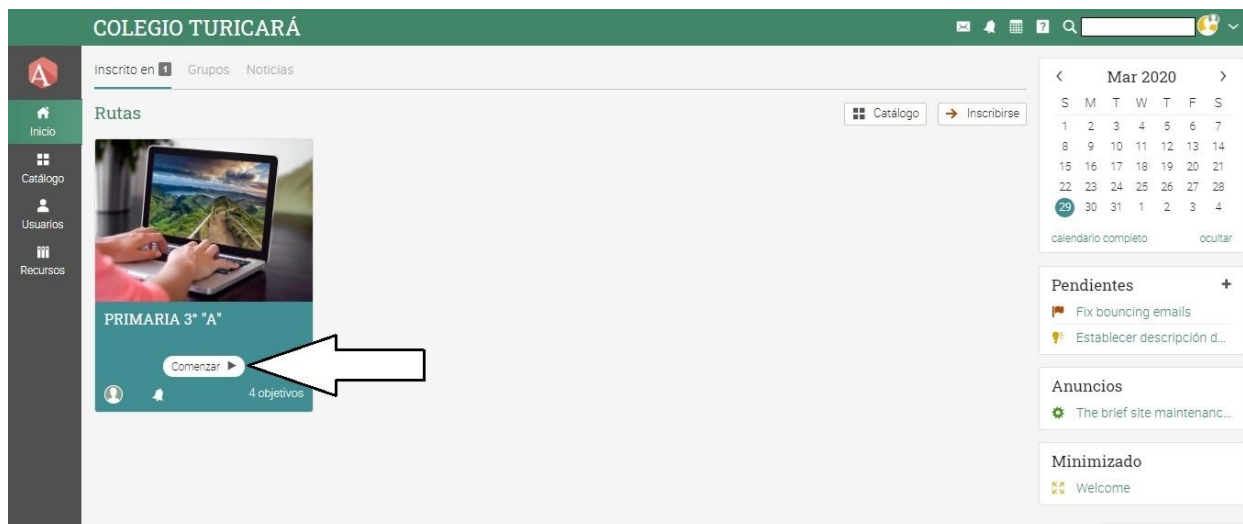 COLEGIO TURICARÁ
Inicio
Catálogo
Usuarios
Recursos
Inscrito en 1 Grupos Noticias
Rutas
Catálogo
Inscribirse
PRIMARIA 3° "A"
Comenzar
4 objetivos
Mar 2020
S M T W T F S
1 2 3 4 5 6 7
8 9 10 11 12 13 14
15 16 17 18 19 20 21
22 23 24 25 26 27 28
29 30 31 1 2 3 4
calendario completo ocultar
Pendientes +
Fix bouncing emails
Establecer descripción d...
Anuncios
The brief site maintenanc...
Minimizado
Welcome